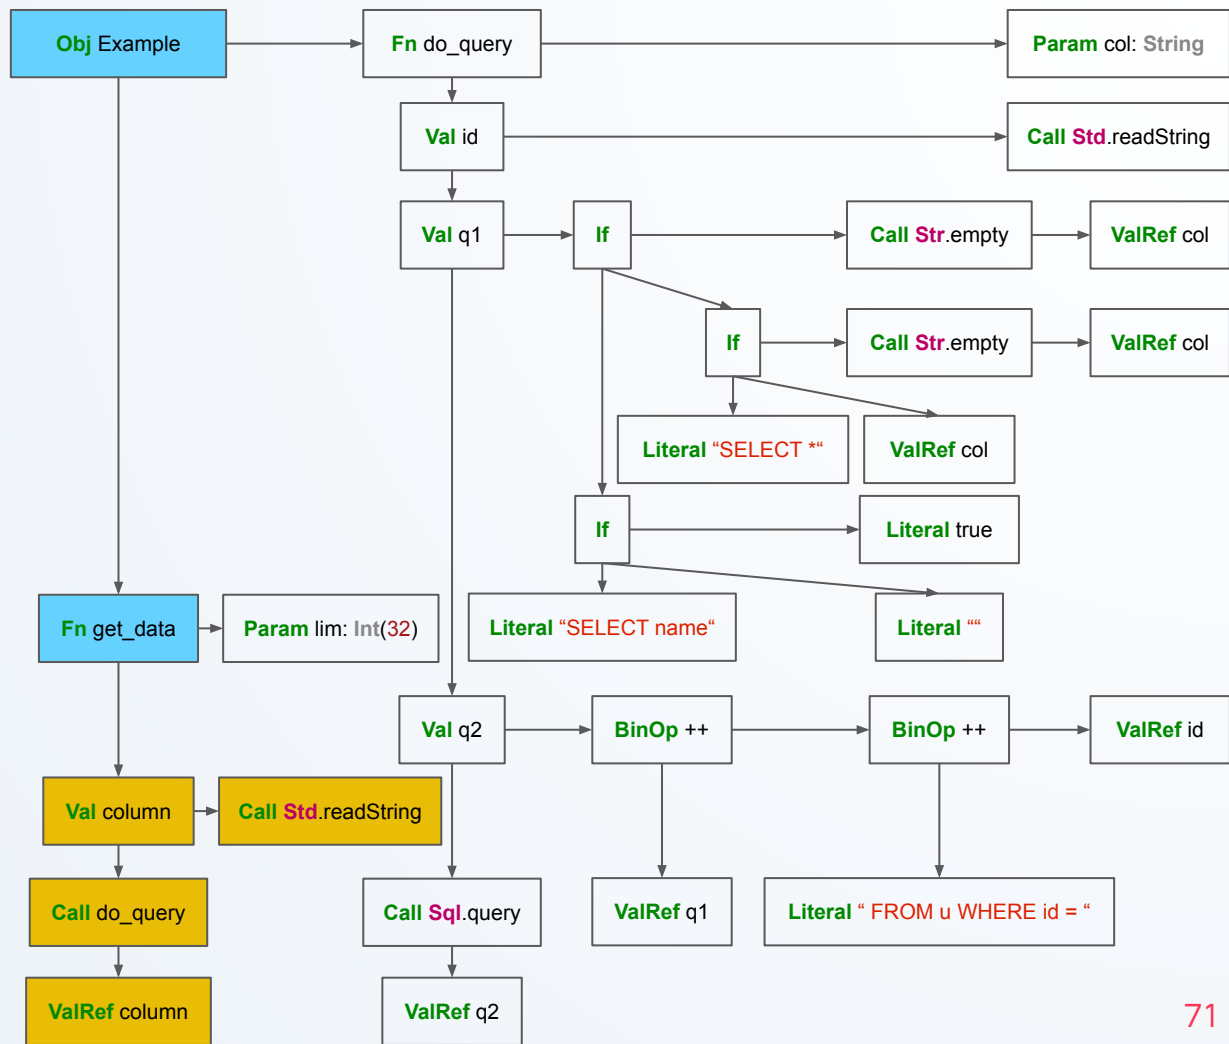 Obj Example
Fn do_query
Param col: String
Val id
Call Std.readString
Val q1
If
Call Str.empty
ValRef col
If
Call Str.empty
ValRef col
Literal “SELECT *“
ValRef col
If
Literal true
Fn get_data
Param lim: Int(32)
Literal “SELECT name“
Literal ““
Val q2
BinOp ++
BinOp ++
ValRef id
Val column
Call Std.readString
Call do_query
Call Sql.query
ValRef q1
Literal “ FROM u WHERE id = “
ValRef column
ValRef q2
71